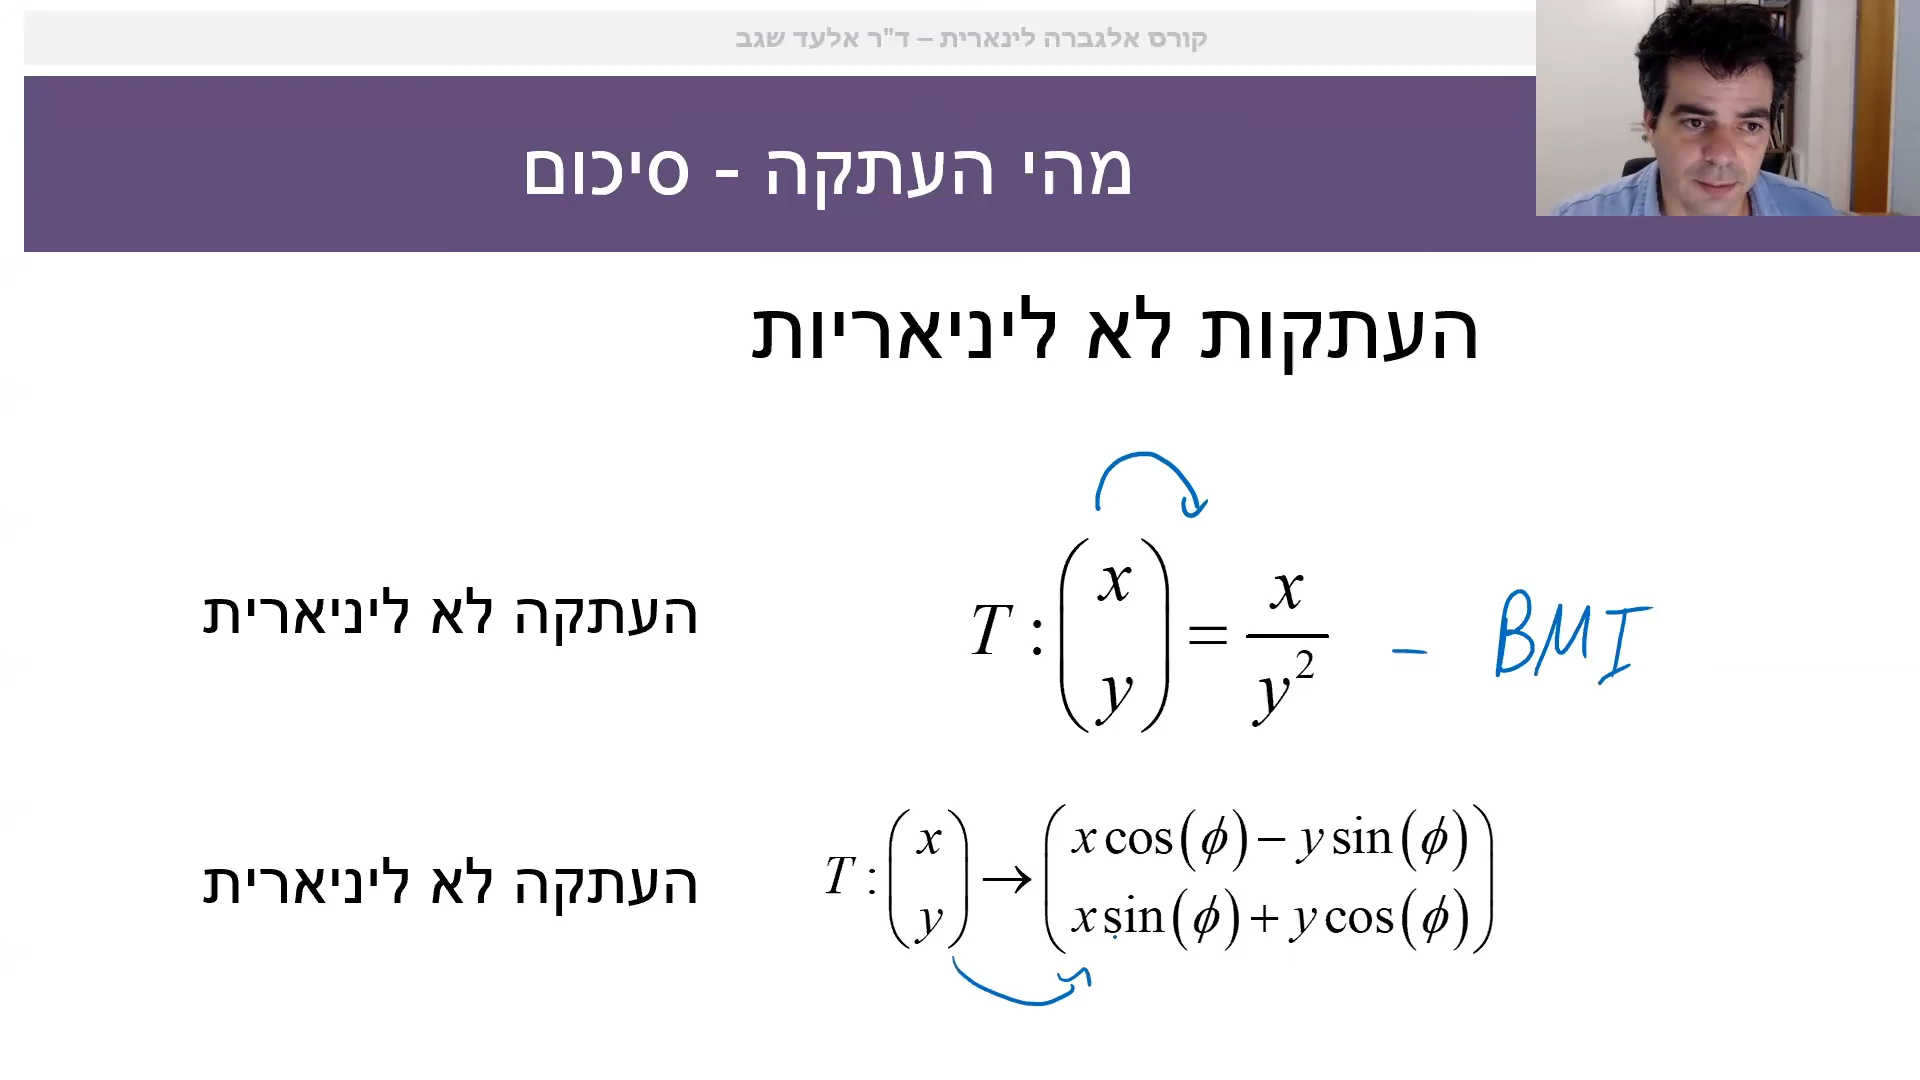 קורס אלגברה לינארית – ד"ר אלעד שגב
מהי העתקה - סיכום
העתקות לא ליניאריות
T : (x y) = x / y² – BMI
העתקה לא ליניארית
T : (x y) → (x cos(ϕ) − y sin(ϕ) x sin(ϕ) + y cos(ϕ))
העתקה לא ליניארית